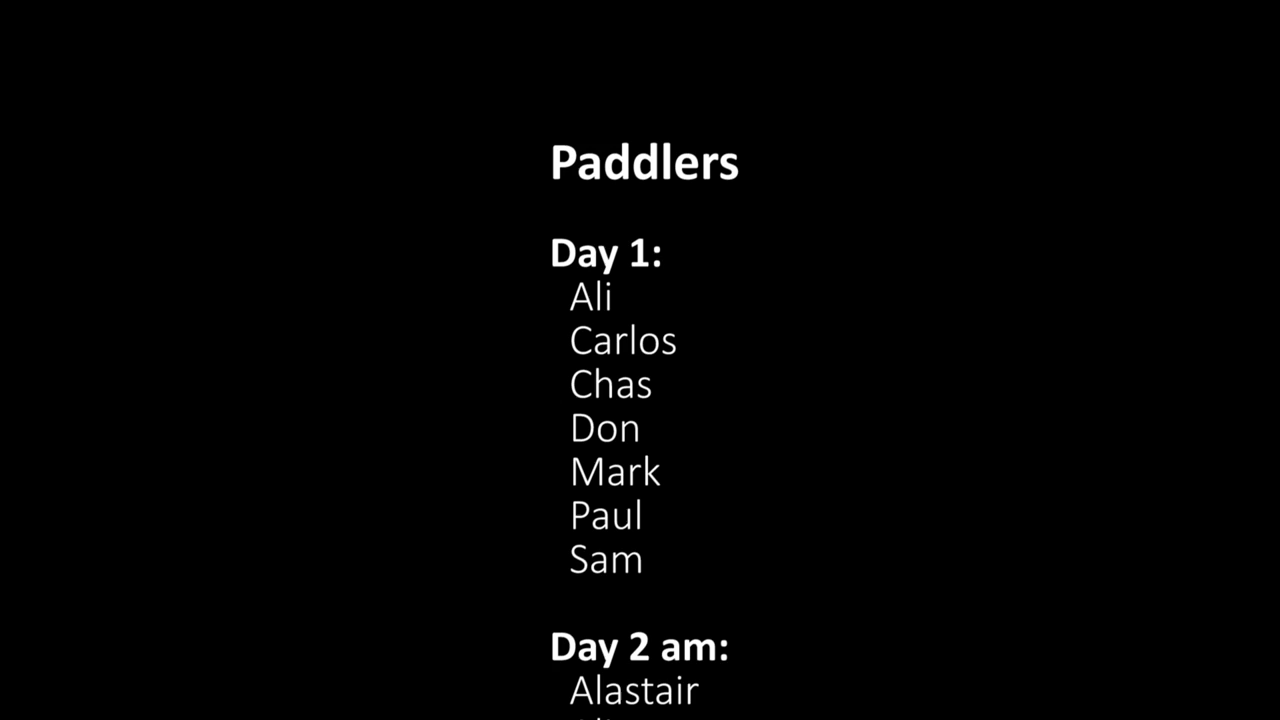 Paddlers
Day 1:
Ali
Carlos
Chas
Don
Mark
Paul
Sam
Day 2 am:
Alastair